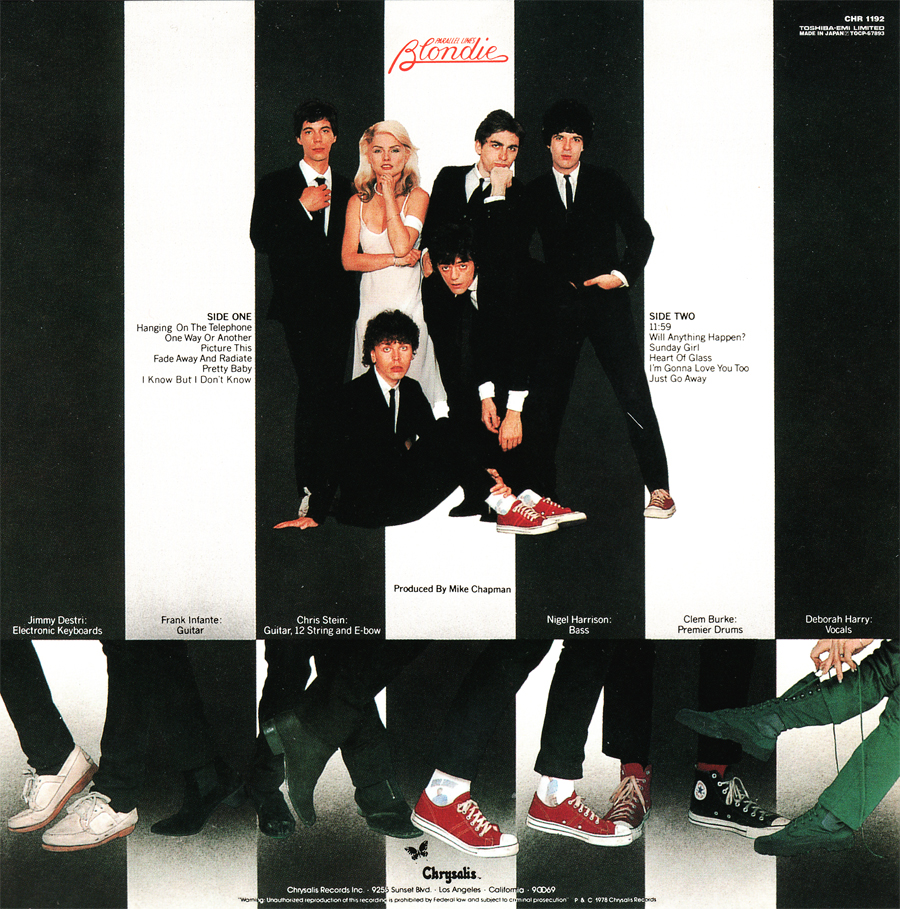 CHR 1192
TOSHIBA-EMI LIMITED
MADE IN JAPAN Ⓟ TOCP-67893
PARALLEL LINES
Blondie
SIDE ONE
Hanging On The Telephone
One Way Or Another
Picture This
Fade Away And Radiate
Pretty Baby
I Know But I Don't Know
SIDE TWO
11:59
Will Anything Happen?
Sunday Girl
Heart Of Glass
I'm Gonna Love You Too
Just Go Away
Produced By Mike Chapman
Jimmy Destri:
Electronic Keyboards
Frank Infante:
Guitar
Chris Stein:
Guitar, 12 String and E-bow
Nigel Harrison:
Bass
Clem Burke:
Premier Drums
Deborah Harry:
Vocals
Chrysalis
Chrysalis Records Inc. · 9255 Sunset Blvd. · Los Angeles · California · 90069
"Warning: Unauthorized reproduction of this recording is prohibited by Federal law and subject to criminal prosecution" P & C 1978 Chrysalis Records